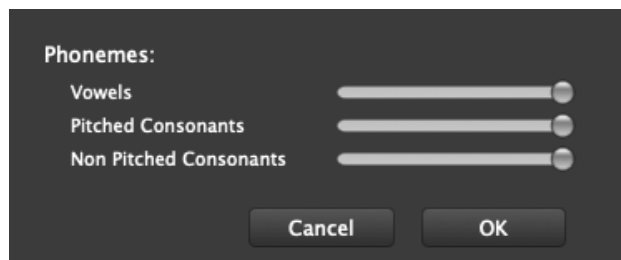 Phonemes:
Vowels
Pitched Consonants
Non Pitched Consonants
Cancel OK